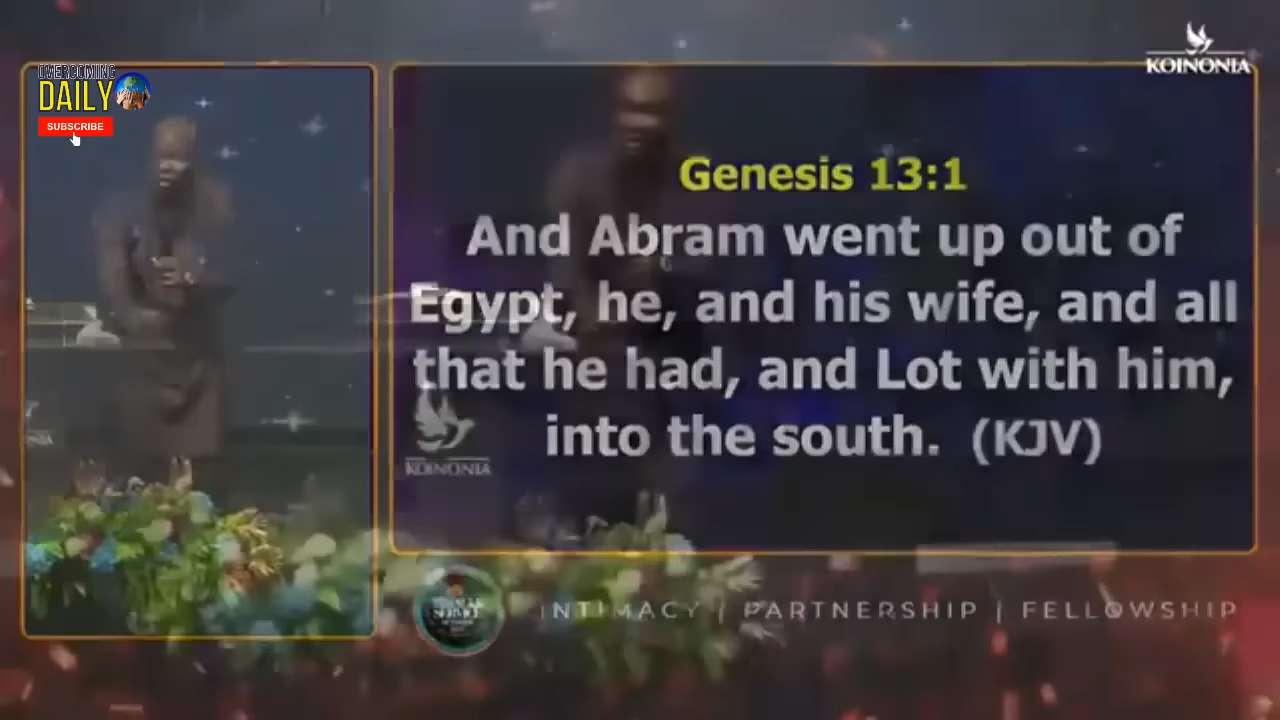 OVERCOMING
DAILY
SUBSCRIBE
KOINONIA
Genesis 13:1
And Abram went up out of
Egypt, he, and his wife, and all
that he had, and Lot with him,
into the south. (KJV)
KOINONIA
SERVICE
INTIMACY | PARTNERSHIP | FELLOWSHIP